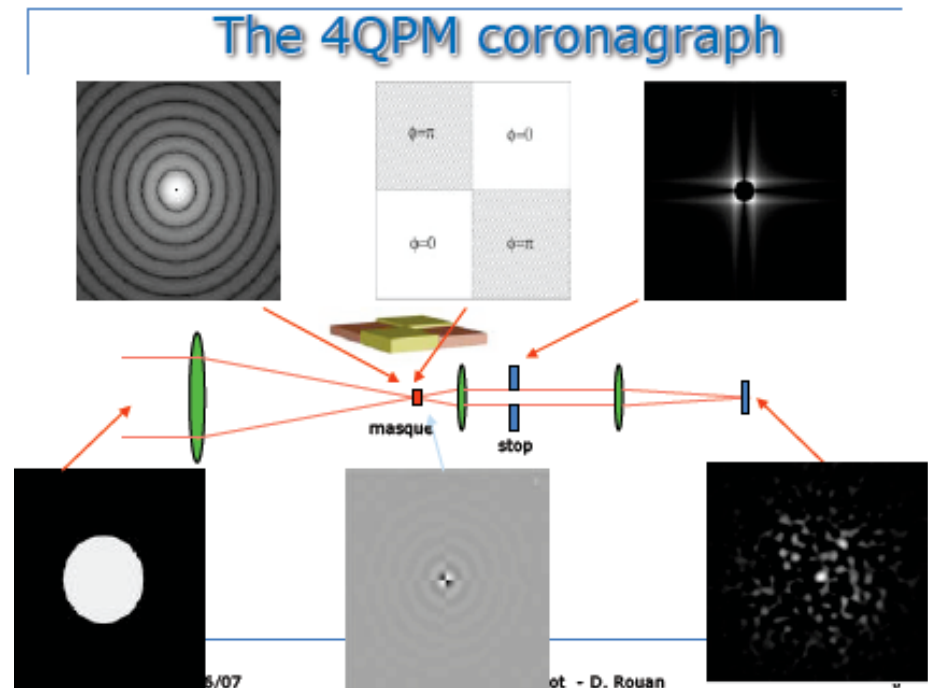 The 4QPM coronagraph
ϕ=π
ϕ=0
ϕ=0
ϕ=π
masque
stop
6/07
ot - D. Rouan